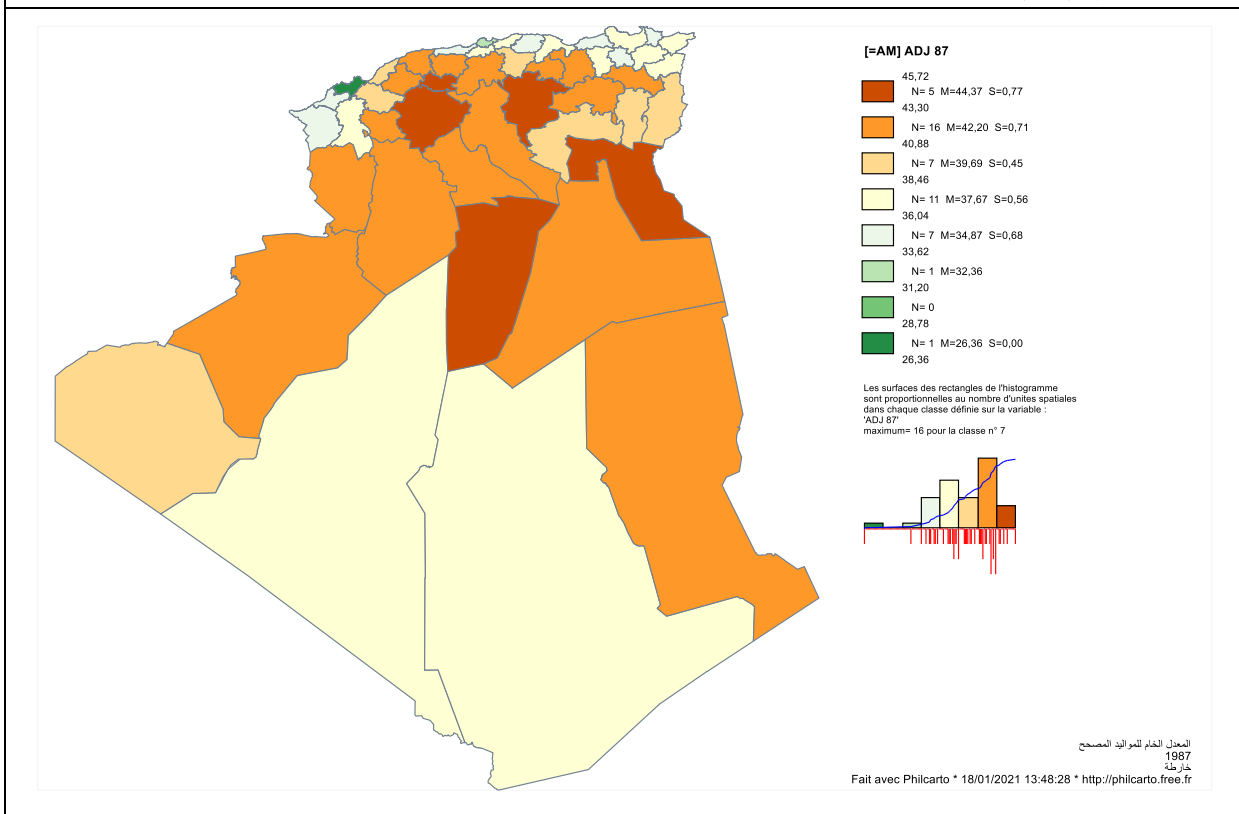 [=AM] ADJ 87
45,72
N= 5 M=44,37 S=0,77
43,30
N= 16 M=42,20 S=0,71
40,88
N= 7 M=39,69 S=0,45
38,46
N= 11 M=37,67 S=0,56
36,04
N= 7 M=34,87 S=0,68
33,62
N= 1 M=32,36
31,20
N= 0
28,78
N= 1 M=26,36 S=0,00
26,36
Les surfaces des rectangles de l'histogramme
sont proportionnelles au nombre d'unites spatiales
dans chaque classe définie sur la variable :
'ADJ 87'
maximum= 16 pour la classe n° 7
المعدل الخام للمواليد المصحح
1987
خارطة
Fait avec Philcarto * 18/01/2021 13:48:28 * http://philcarto.free.fr